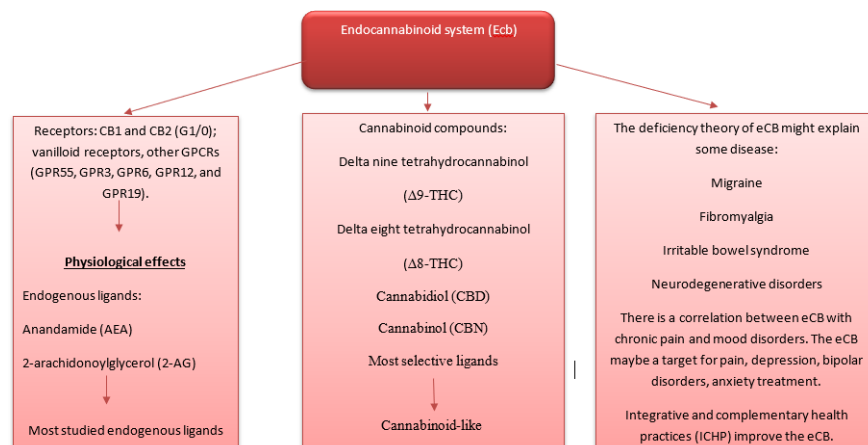 Endocannabinoid system (Ecb)
Receptors: CB1 and CB2 (G1/0);
vanilloid receptors, other GPCRs
(GPR55, GPR3, GPR6, GPR12, and
GPR19).
Physiological effects
Endogenous ligands:
Anandamide (AEA)
2-arachidonoylglycerol (2-AG)
Most studied endogenous ligands
Cannabinoid compounds:
Delta nine tetrahydrocannabinol
(Δ9-THC)
Delta eight tetrahydrocannabinol
(Δ8-THC)
Cannabidiol (CBD)
Cannabinol (CBN)
Most selective ligands
Cannabinoid-like
The deficiency theory of eCB might explain
some disease:
Migraine
Fibromyalgia
Irritable bowel syndrome
Neurodegenerative disorders
There is a correlation between eCB with
chronic pain and mood disorders. The eCB
maybe a target for pain, depression, bipolar
disorders, anxiety treatment.
Integrative and complementary health
practices (ICHP) improve the eCB.